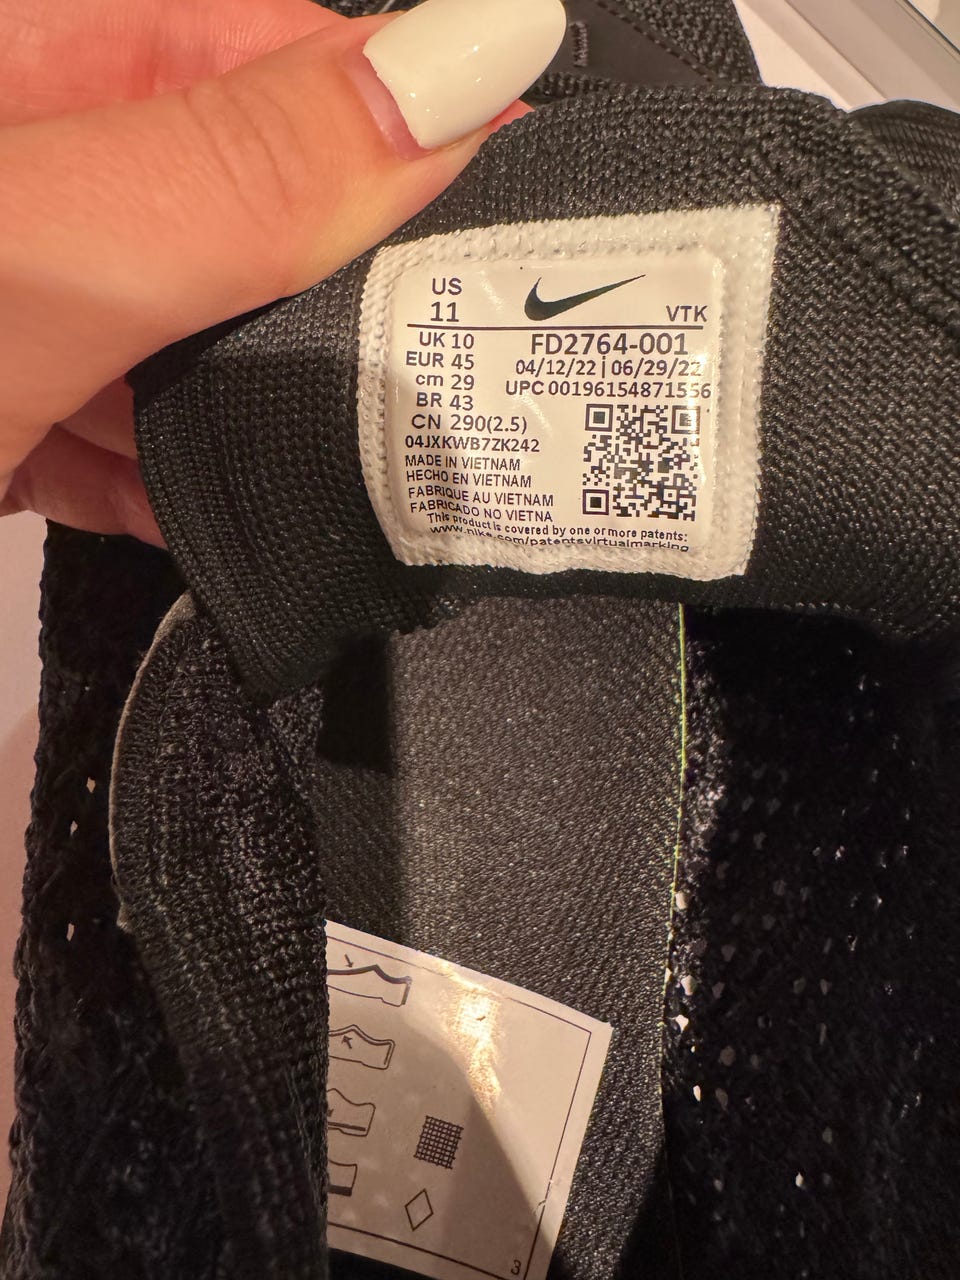 US
11
VTK
UK 10
FD2764-001
EUR 45
04/12/22 | 06/29/22
cm 29
UPC 00196154871556
BR 43
CN 290(2.5)
04JXKWB7ZK242
MADE IN VIETNAM
HECHO EN VIETNAM
FABRIQUE AU VIETNAM
FABRICADO NO VIETNA
This product is covered by one or more patents:
www.nike.com/patentsvirtualmarking
3